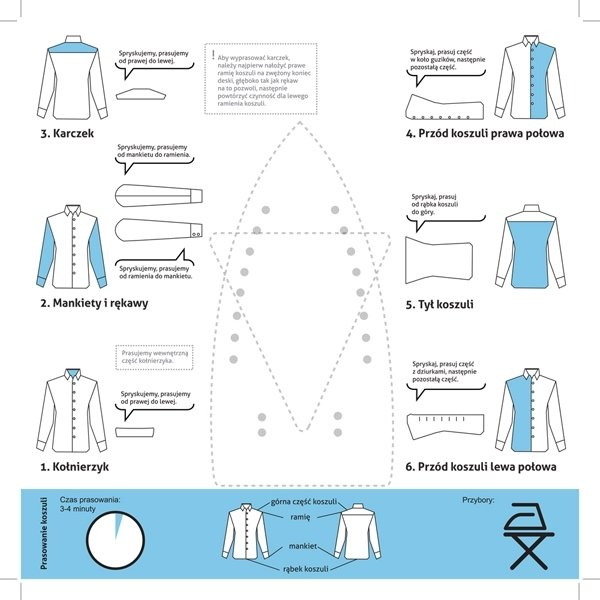 Spryskujemy, prasujemy
od prawej do lewej.
3. Karczek
! Aby wyprasować karczek,
należy najpierw nałożyć prawe
ramię koszuli na zwężony koniec
deski, głęboko tak jak rękaw
na to pozwoli, następnie
powtórzyć czynność dla lewego
ramienia koszuli.
Spryskaj, prasuj część
w koło guzików, następnie
pozostałą część.
4. Przód koszuli prawa połowa
Spryskujemy, prasujemy
od mankietu do ramienia.
Spryskujemy, prasujemy
od ramienia do mankietu.
2. Mankiety i rękawy
Spryskaj, prasuj
od rąbka koszuli
do góry.
5. Tył koszuli
Prasujemy wewnętrzną
część kołnierzyka.
Spryskujemy, prasujemy
od prawej do lewej.
1. Kołnierzyk
Spryskaj, prasuj część
z dziurkami, następnie
pozostałą część.
6. Przód koszuli lewa połowa
Prasowanie koszuli
Czas prasowania:
3-4 minuty
górna część koszuli
ramię
mankiet
rąbek koszuli
Przybory: